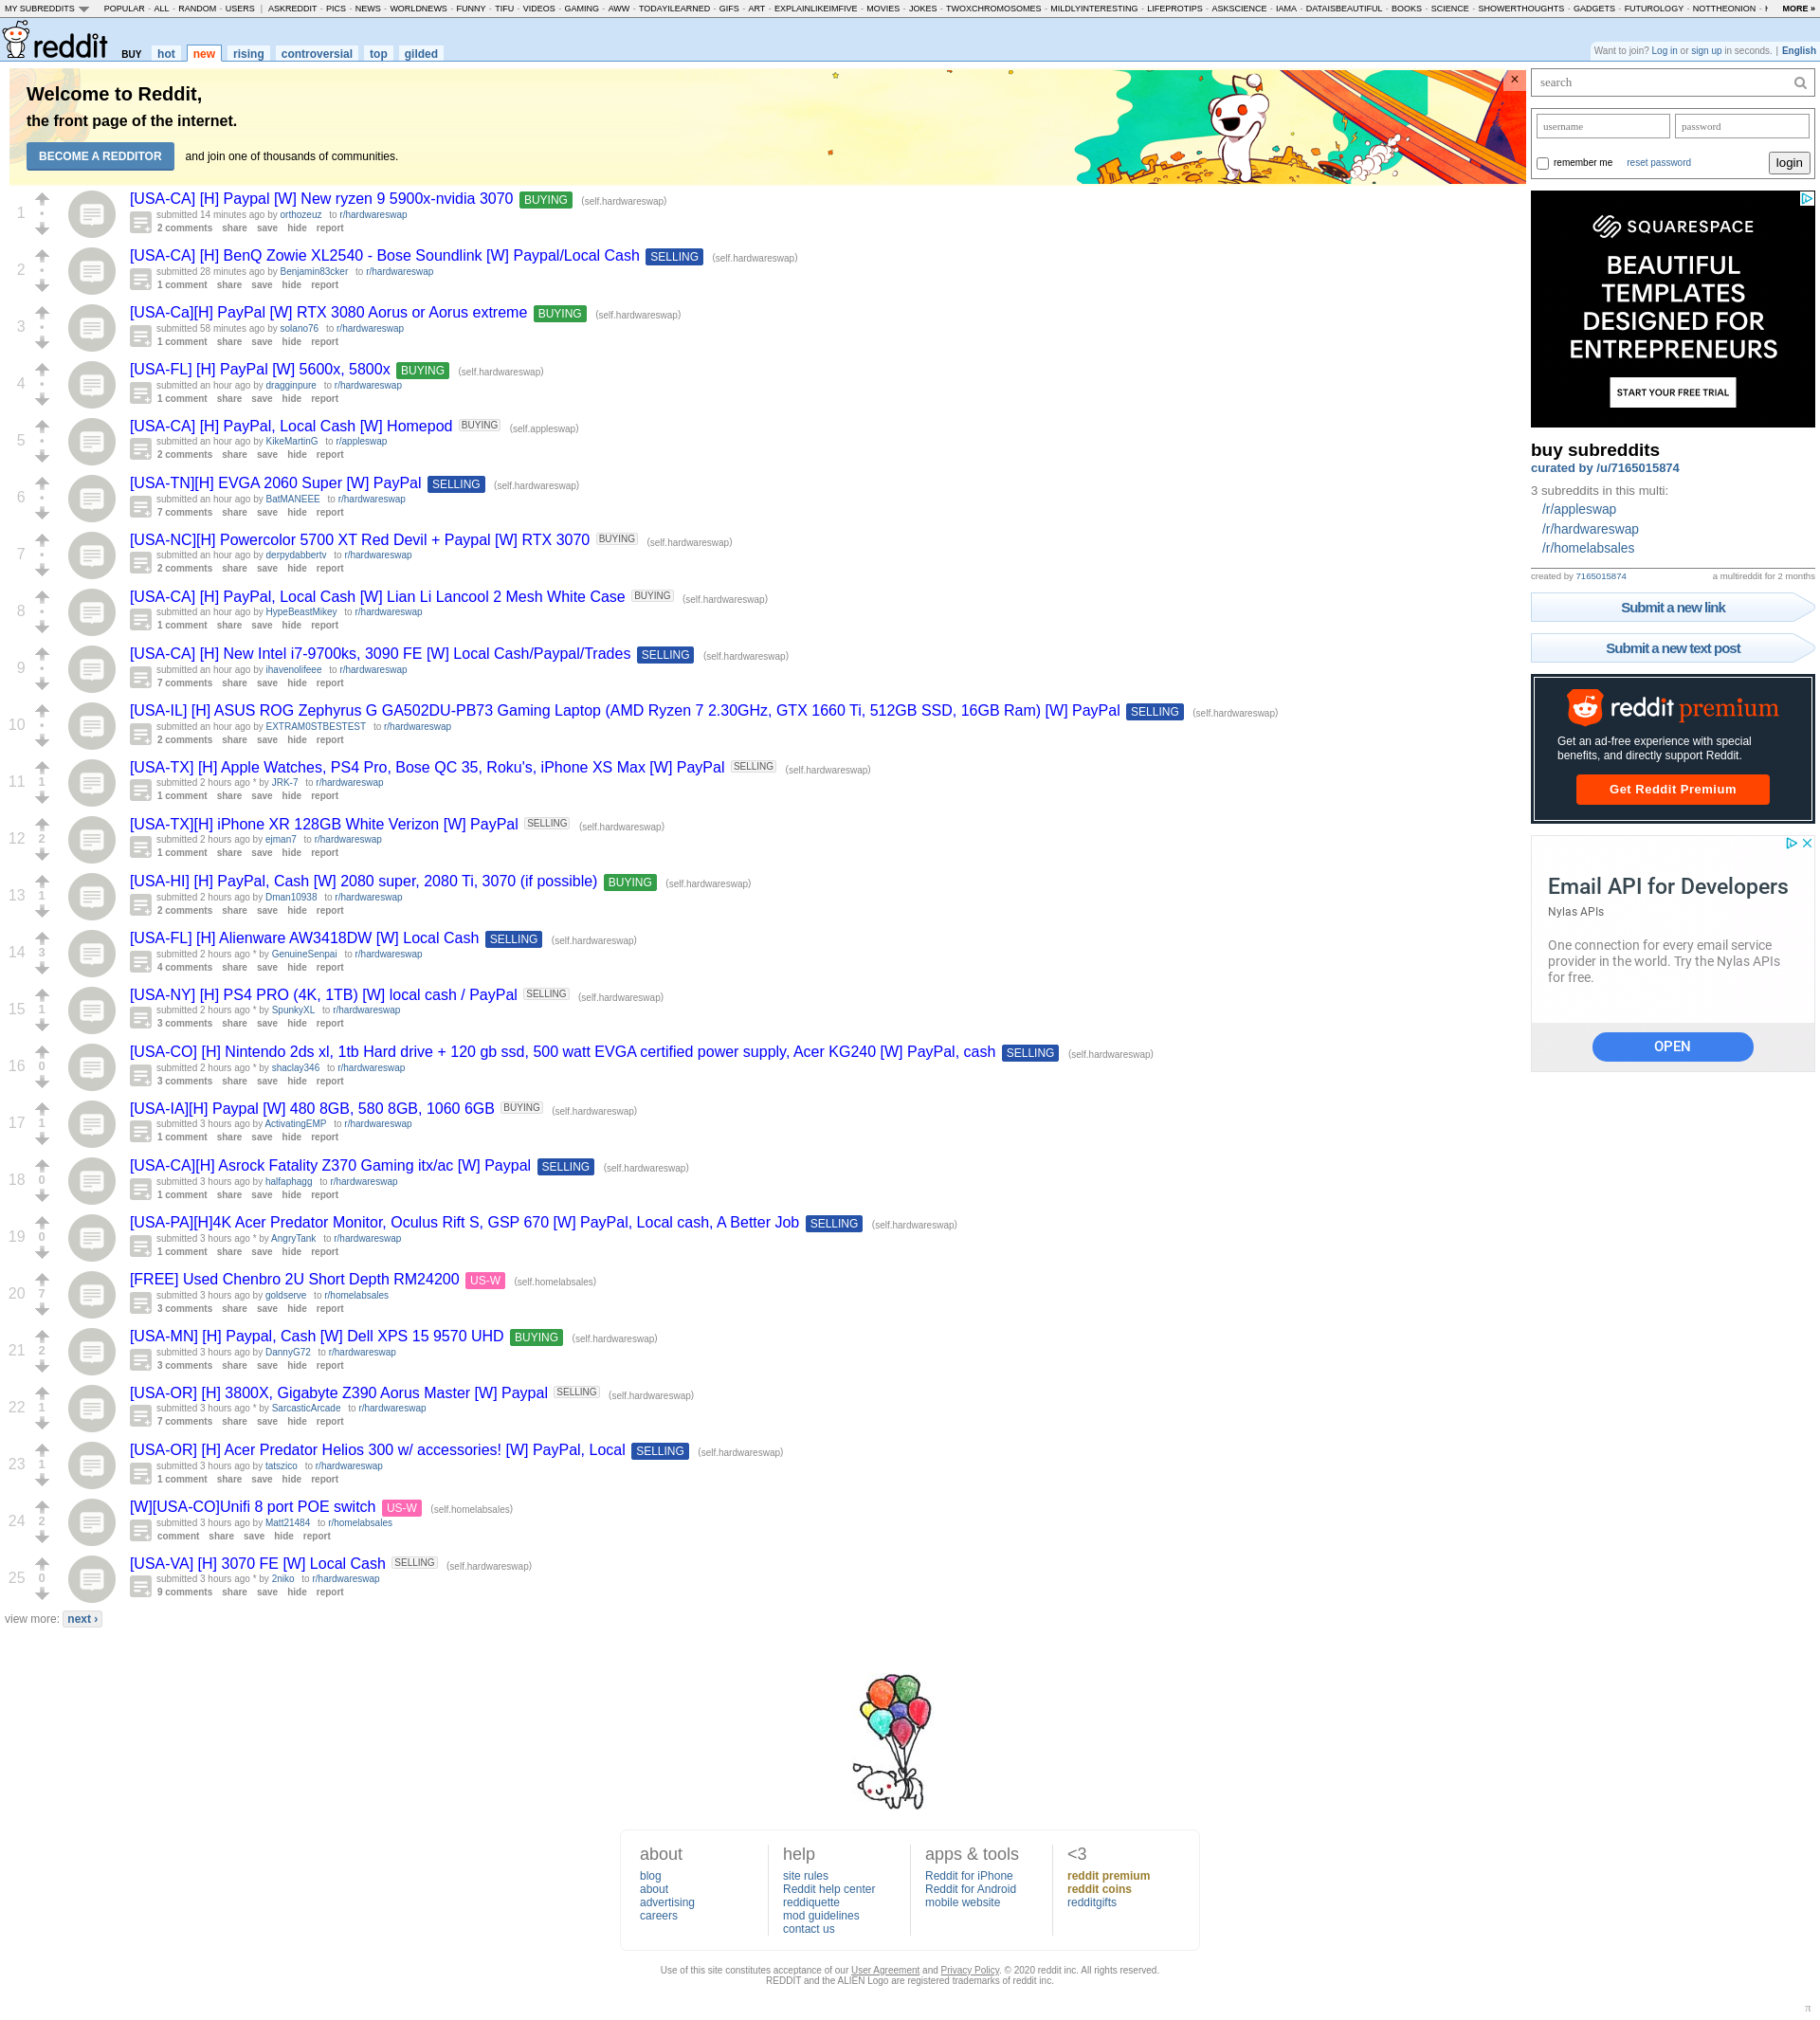 MY SUBREDDITS POPULAR - ALL - RANDOM - USERS | ASKREDDIT - PICS - NEWS - WORLDNEWS - FUNNY - TIFU - VIDEOS - GAMING - AWW - TODAYILEARNED - GIFS - ART - EXPLAINLIKEIMFIVE - MOVIES - JOKES - TWOXCHROMOSOMES - MILDLYINTERESTING - LIFEPROTIPS - ASKSCIENCE - IAMA - DATAISBEAUTIFUL - BOOKS - SCIENCE - SHOWERTHOUGHTS - GADGETS - FUTUROLOGY - NOTTHEONION - MORE »
reddit BUY hot new rising controversial top gilded
Want to join? Log in or sign up in seconds. | English
Welcome to Reddit,
the front page of the internet.
BECOME A REDDITOR and join one of thousands of communities.
×
1
[USA-CA] [H] Paypal [W] New ryzen 9 5900x-nvidia 3070 BUYING (self.hardwareswap)
submitted 14 minutes ago by orthozeuz to r/hardwareswap
2 comments share save hide report
2
[USA-CA] [H] BenQ Zowie XL2540 - Bose Soundlink [W] Paypal/Local Cash SELLING (self.hardwareswap)
submitted 28 minutes ago by Benjamin83cker to r/hardwareswap
1 comment share save hide report
3
[USA-Ca][H] PayPal [W] RTX 3080 Aorus or Aorus extreme BUYING (self.hardwareswap)
submitted 58 minutes ago by solano76 to r/hardwareswap
1 comment share save hide report
4
[USA-FL] [H] PayPal [W] 5600x, 5800x BUYING (self.hardwareswap)
submitted an hour ago by dragginpure to r/hardwareswap
1 comment share save hide report
5
[USA-CA] [H] PayPal, Local Cash [W] Homepod BUYING (self.appleswap)
submitted an hour ago by KikeMartinG to r/appleswap
2 comments share save hide report
6
[USA-TN][H] EVGA 2060 Super [W] PayPal SELLING (self.hardwareswap)
submitted an hour ago by BatMANEEE to r/hardwareswap
7 comments share save hide report
7
[USA-NC][H] Powercolor 5700 XT Red Devil + Paypal [W] RTX 3070 BUYING (self.hardwareswap)
submitted an hour ago by derpydabbertv to r/hardwareswap
2 comments share save hide report
8
[USA-CA] [H] PayPal, Local Cash [W] Lian Li Lancool 2 Mesh White Case BUYING (self.hardwareswap)
submitted an hour ago by HypeBeastMikey to r/hardwareswap
1 comment share save hide report
9
[USA-CA] [H] New Intel i7-9700ks, 3090 FE [W] Local Cash/Paypal/Trades SELLING (self.hardwareswap)
submitted an hour ago by ihavenolifeee to r/hardwareswap
7 comments share save hide report
10
[USA-IL] [H] ASUS ROG Zephyrus G GA502DU-PB73 Gaming Laptop (AMD Ryzen 7 2.30GHz, GTX 1660 Ti, 512GB SSD, 16GB Ram) [W] PayPal SELLING (self.hardwareswap)
submitted an hour ago by EXTRAM0STBESTEST to r/hardwareswap
2 comments share save hide report
11 1
[USA-TX] [H] Apple Watches, PS4 Pro, Bose QC 35, Roku's, iPhone XS Max [W] PayPal SELLING (self.hardwareswap)
submitted 2 hours ago * by JRK-7 to r/hardwareswap
1 comment share save hide report
12 2
[USA-TX][H] iPhone XR 128GB White Verizon [W] PayPal SELLING (self.hardwareswap)
submitted 2 hours ago by ejman7 to r/hardwareswap
1 comment share save hide report
13 1
[USA-HI] [H] PayPal, Cash [W] 2080 super, 2080 Ti, 3070 (if possible) BUYING (self.hardwareswap)
submitted 2 hours ago by Dman10938 to r/hardwareswap
2 comments share save hide report
14 3
[USA-FL] [H] Alienware AW3418DW [W] Local Cash SELLING (self.hardwareswap)
submitted 2 hours ago * by GenuineSenpai to r/hardwareswap
4 comments share save hide report
15 1
[USA-NY] [H] PS4 PRO (4K, 1TB) [W] local cash / PayPal SELLING (self.hardwareswap)
submitted 2 hours ago * by SpunkyXL to r/hardwareswap
3 comments share save hide report
16 0
[USA-CO] [H] Nintendo 2ds xl, 1tb Hard drive + 120 gb ssd, 500 watt EVGA certified power supply, Acer KG240 [W] PayPal, cash SELLING (self.hardwareswap)
submitted 2 hours ago * by shaclay346 to r/hardwareswap
3 comments share save hide report
17 1
[USA-IA][H] Paypal [W] 480 8GB, 580 8GB, 1060 6GB BUYING (self.hardwareswap)
submitted 3 hours ago by ActivatingEMP to r/hardwareswap
1 comment share save hide report
18 0
[USA-CA][H] Asrock Fatality Z370 Gaming itx/ac [W] Paypal SELLING (self.hardwareswap)
submitted 3 hours ago by halfaphagg to r/hardwareswap
1 comment share save hide report
19 0
[USA-PA][H]4K Acer Predator Monitor, Oculus Rift S, GSP 670 [W] PayPal, Local cash, A Better Job SELLING (self.hardwareswap)
submitted 3 hours ago * by AngryTank to r/hardwareswap
1 comment share save hide report
20 7
[FREE] Used Chenbro 2U Short Depth RM24200 US-W (self.homelabsales)
submitted 3 hours ago by goldserve to r/homelabsales
3 comments share save hide report
21 2
[USA-MN] [H] Paypal, Cash [W] Dell XPS 15 9570 UHD BUYING (self.hardwareswap)
submitted 3 hours ago by DannyG72 to r/hardwareswap
3 comments share save hide report
22 1
[USA-OR] [H] 3800X, Gigabyte Z390 Aorus Master [W] Paypal SELLING (self.hardwareswap)
submitted 3 hours ago * by SarcasticArcade to r/hardwareswap
7 comments share save hide report
23 1
[USA-OR] [H] Acer Predator Helios 300 w/ accessories! [W] PayPal, Local SELLING (self.hardwareswap)
submitted 3 hours ago by tatszico to r/hardwareswap
1 comment share save hide report
24 2
[W][USA-CO]Unifi 8 port POE switch US-W (self.homelabsales)
submitted 3 hours ago by Matt21484 to r/homelabsales
comment share save hide report
25 0
[USA-VA] [H] 3070 FE [W] Local Cash SELLING (self.hardwareswap)
submitted 3 hours ago * by 2niko to r/hardwareswap
9 comments share save hide report
view more: next ›
search
username password
remember me reset password login
SQUARESPACE
BEAUTIFUL
TEMPLATES
DESIGNED FOR
ENTREPRENEURS
START YOUR FREE TRIAL
buy subreddits
curated by /u/7165015874
3 subreddits in this multi:
/r/appleswap
/r/hardwareswap
/r/homelabsales
created by 7165015874 a multireddit for 2 months
Submit a new link
Submit a new text post
reddit premium
Get an ad-free experience with special
benefits, and directly support Reddit.
Get Reddit Premium
Email API for Developers
Nylas APIs
One connection for every email service
provider in the world. Try the Nylas APIs
for free.
OPEN
about
blog
about
advertising
careers
help
site rules
Reddit help center
reddiquette
mod guidelines
contact us
apps & tools
Reddit for iPhone
Reddit for Android
mobile website
<3
reddit premium
reddit coins
redditgifts
Use of this site constitutes acceptance of our User Agreement and Privacy Policy. © 2020 reddit inc. All rights reserved.
REDDIT and the ALIEN Logo are registered trademarks of reddit inc.
π